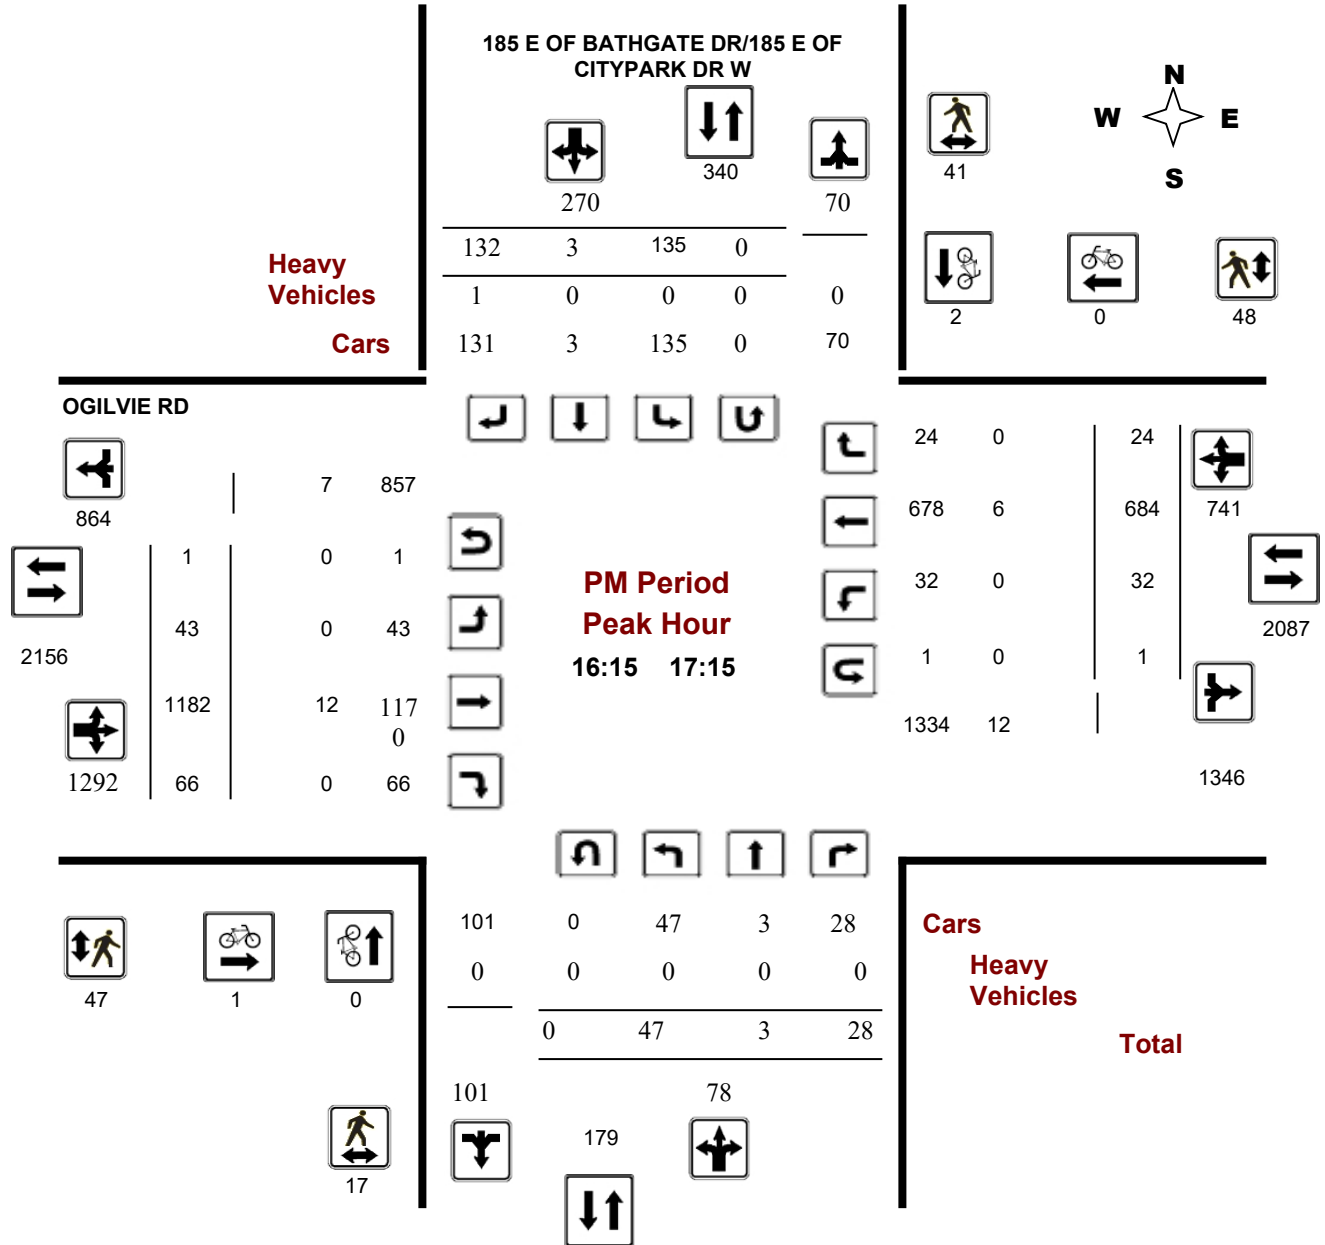 185 E OF BATHGATE DR/185 E OF
CITYPARK DR W
N
W E
S
340
41
270 70
132 3 135 0
Heavy
Vehicles
1 0 0 0 0
2 0 48
Cars
131 3 135 0 70
OGILVIE RD
24 0 24
7 857
864
678 6 684 741
1 0 1
PM Period
32 0 32
Peak Hour
43 0 43
2087
2156
16:15 17:15
1 0 1
1182 12 117
0
1334 12
1292 66 0 66
1346
101 0 47 3 28
Cars
0 0 0 0 0
Heavy
Vehicles
47 1 0
0 47 3 28
Total
101 78
179
17